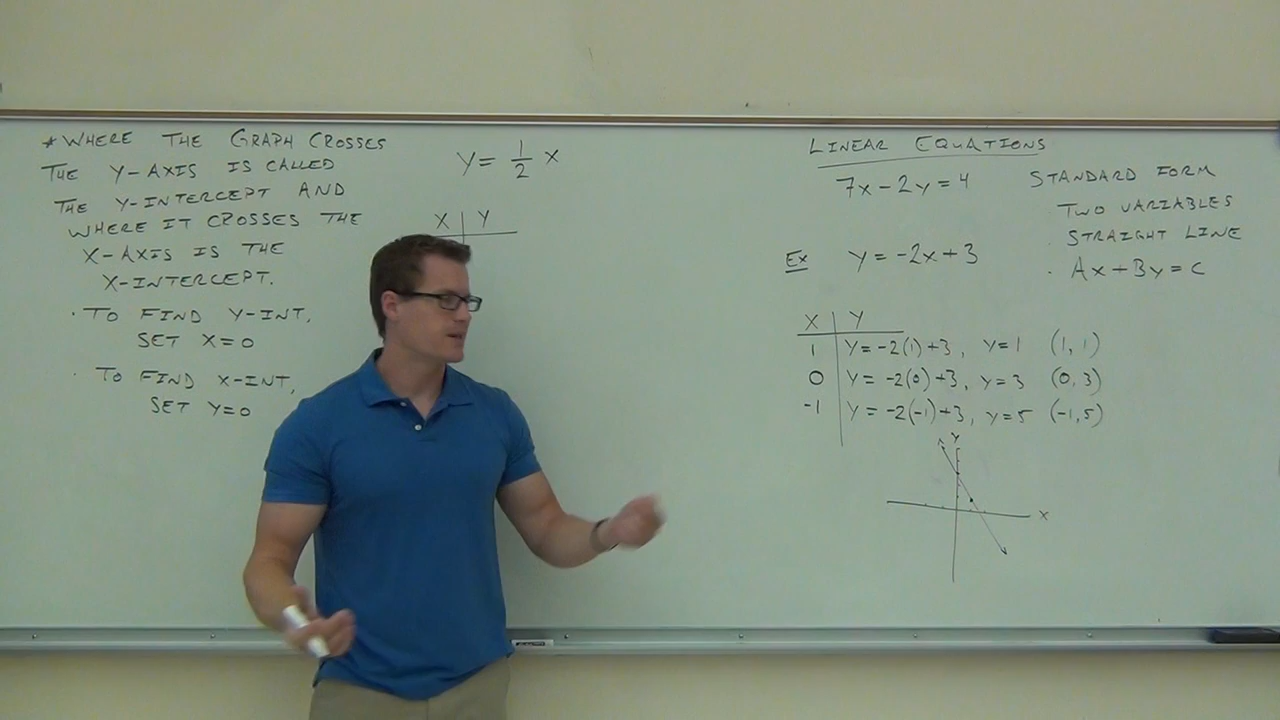 * WHERE THE GRAPH CROSSES
THE Y-AXIS IS CALLED
THE Y-INTERCEPT AND
WHERE IT CROSSES THE
X-AXIS IS THE
X-INTERCEPT.
· TO FIND Y-INT,
SET X=0
· TO FIND X-INT,
SET Y=0
y = 1/2 x
X | Y
LINEAR EQUATIONS
7x-2y=4
STANDARD FORM
TWO VARIABLES
STRAIGHT LINE
· Ax+By=C
Ex y=-2x+3
X | Y
1 | y=-2(1)+3, y=1 (1,1)
0 | y=-2(0)+3, y=3 (0,3)
-1 | y=-2(-1)+3, y=5 (-1,5)
Y
X